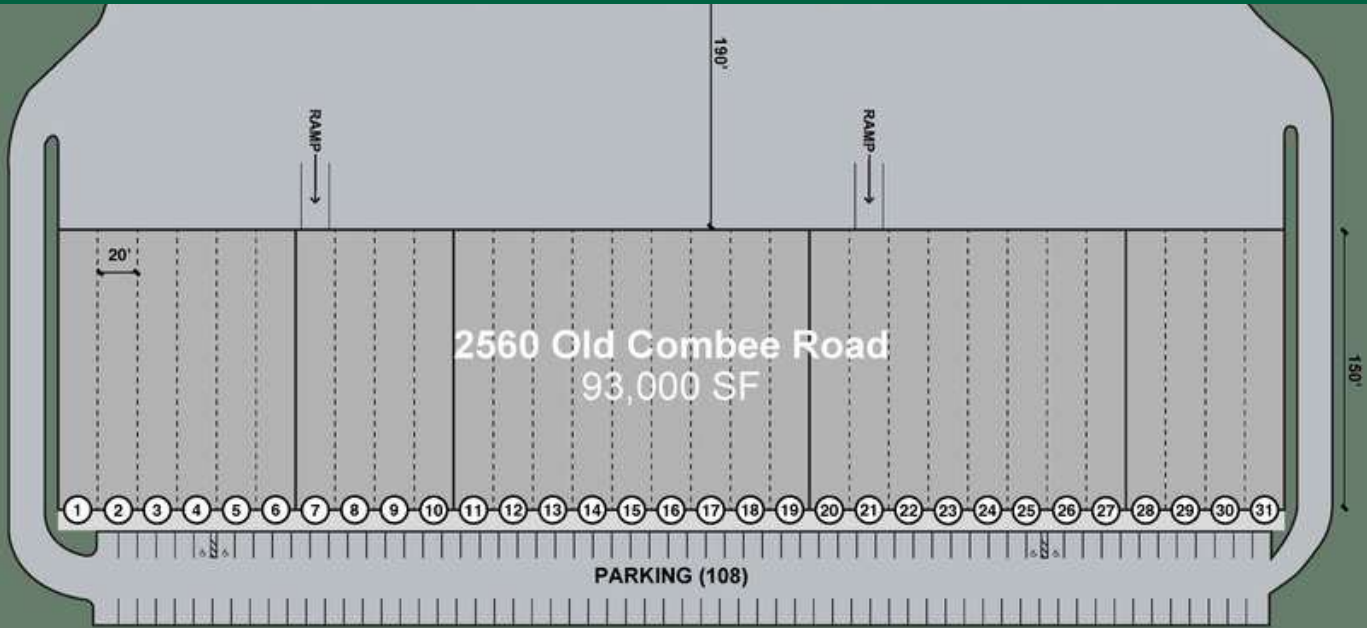 190'
RAMP
RAMP
20'
2560 Old Combee Road
93,000 SF
150'
1 2 3 4 5 6 7 8 9 10 11 12 13 14 15 16 17 18 19 20 21 22 23 24 25 26 27 28 29 30 31
PARKING (108)